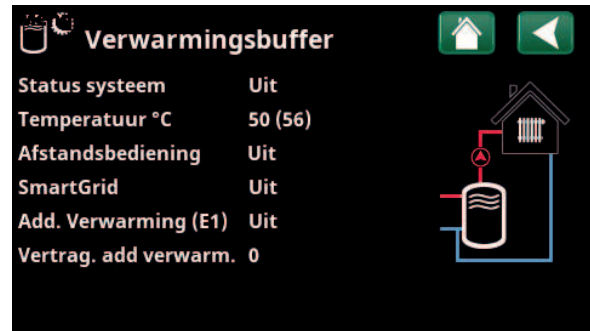 Verwarmingsbuffer
Status systeem Uit
Temperatuur °C 50 (56)
Afstandsbediening Uit
SmartGrid Uit
Add. Verwarming (E1) Uit
Vertrag. add verwarm. 0